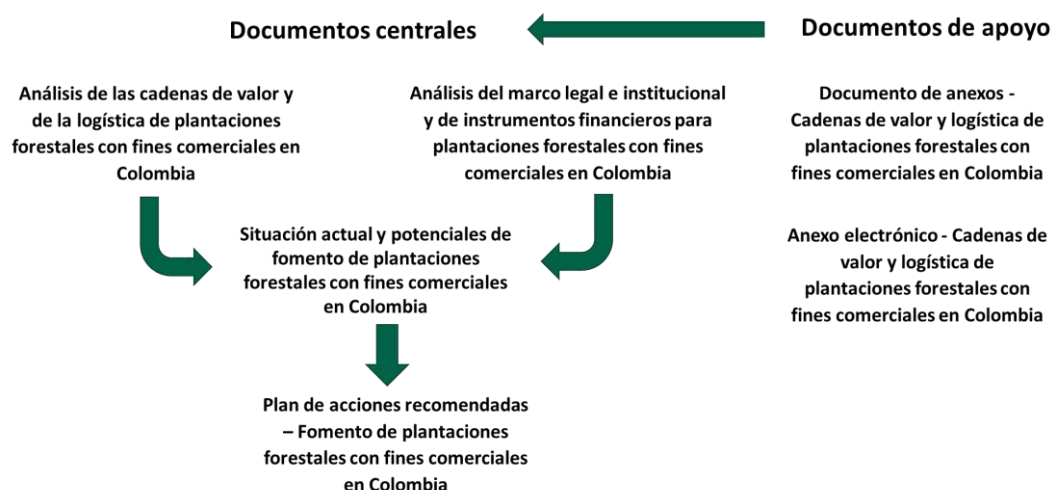 Documentos centrales
Documentos de apoyo
Análisis de las cadenas de valor y
de la logística de plantaciones
forestales con fines comerciales en
Colombia
Análisis del marco legal e institucional
y de instrumentos financieros para
plantaciones forestales con fines
comerciales en Colombia
Documento de anexos -
Cadenas de valor y logística de
plantaciones forestales con
fines comerciales en Colombia
Situación actual y potenciales de
fomento de plantaciones
forestales con fines comerciales
en Colombia
Anexo electrónico - Cadenas de
valor y logística de
plantaciones forestales con
fines comerciales en Colombia
Plan de acciones recomendadas
– Fomento de plantaciones
forestales con fines comerciales
en Colombia